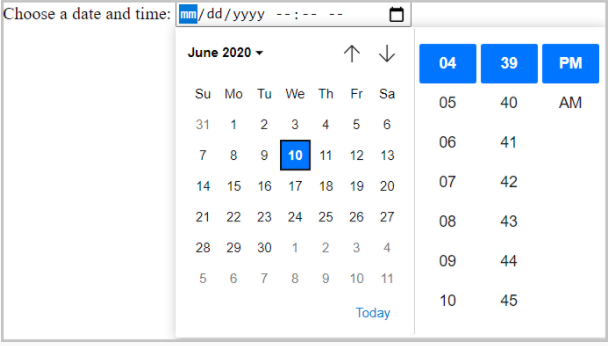 Choose a date and time: mm/dd/yyyy --:-- --
June 2020
Su Mo Tu We Th Fr Sa
31 1 2 3 4 5 6
7 8 9 10 11 12 13
14 15 16 17 18 19 20
21 22 23 24 25 26 27
28 29 30 1 2 3 4
5 6 7 8 9 10 11
Today
04 39 PM
05 40 AM
06 41
07 42
08 43
09 44
10 45